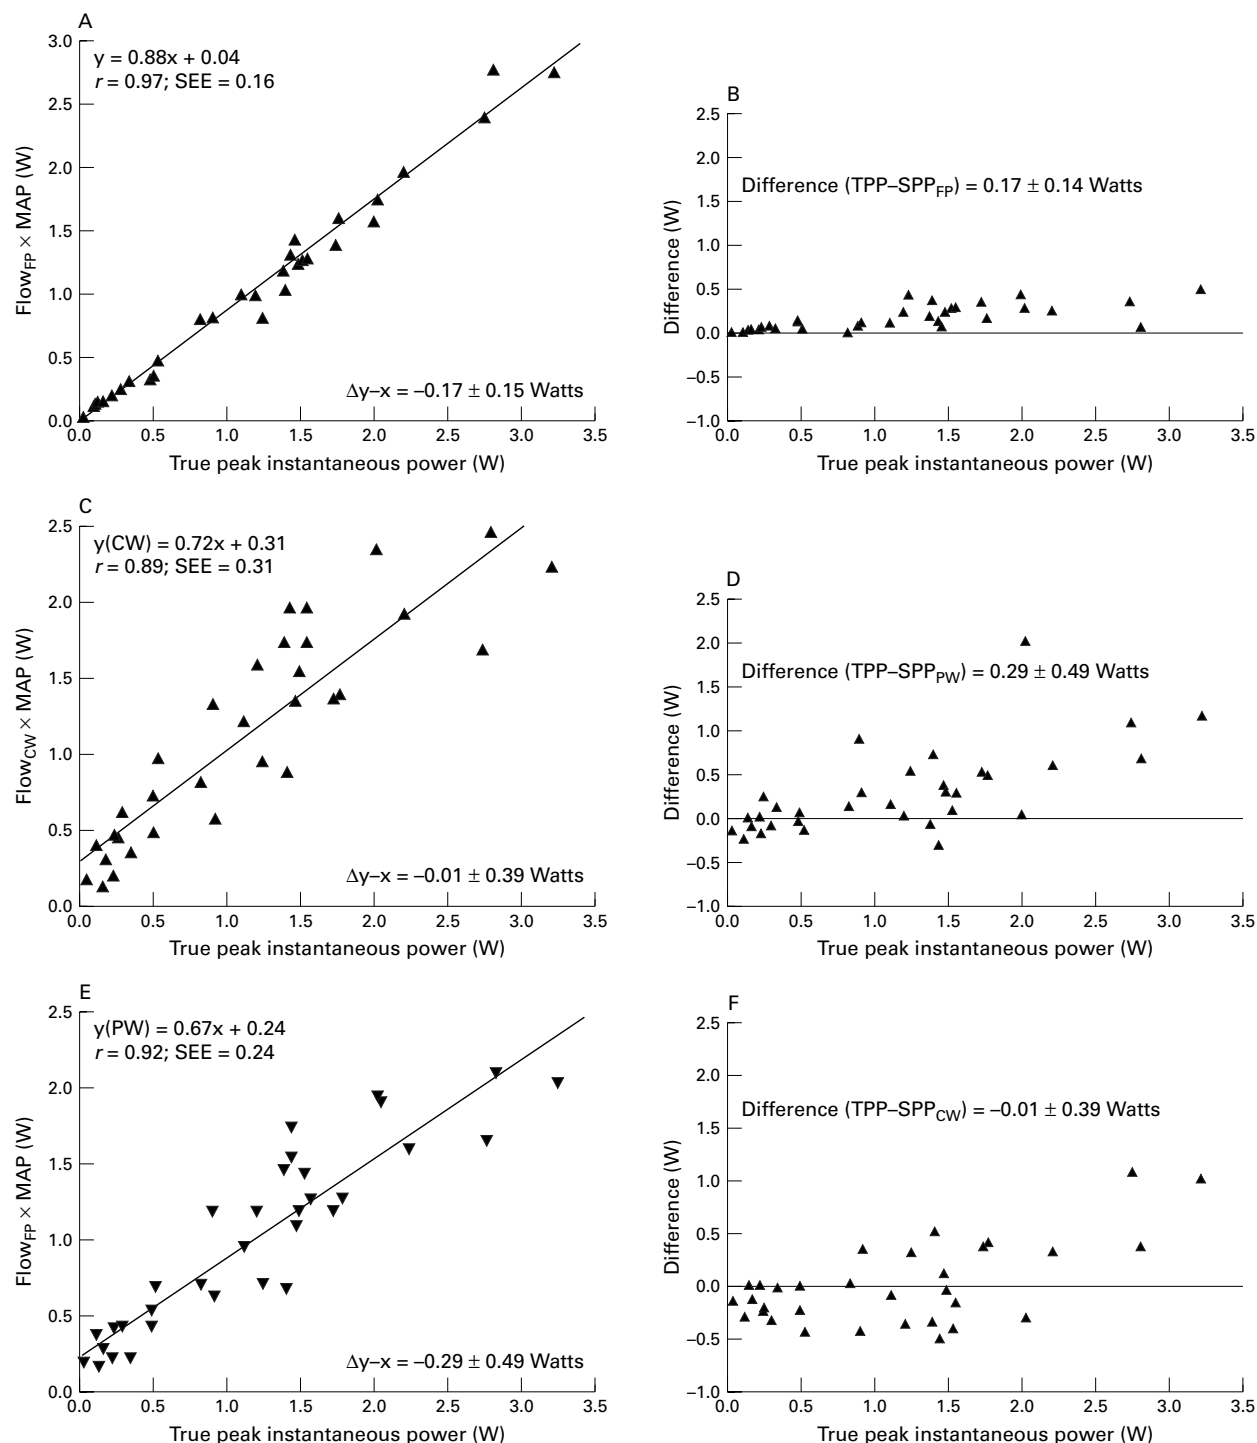 A
y = 0.88x + 0.04
r = 0.97; SEE = 0.16
3.0
2.5
2.0
1.5
1.0
0.5
0.0
Flow_FP × MAP (W)
Δy–x = –0.17 ± 0.15 Watts
0.0 0.5 1.0 1.5 2.0 2.5 3.0 3.5
True peak instantaneous power (W)
B
2.5
2.0
1.5
1.0
0.5
0.0
–0.5
–1.0
Difference (W)
Difference (TPP–SPP_FP) = 0.17 ± 0.14 Watts
0.0 0.5 1.0 1.5 2.0 2.5 3.0 3.5
True peak instantaneous power (W)
C
y(CW) = 0.72x + 0.31
r = 0.89; SEE = 0.31
2.5
2.0
1.5
1.0
0.5
0.0
Flow_CW × MAP (W)
Δy–x = –0.01 ± 0.39 Watts
0.0 0.5 1.0 1.5 2.0 2.5 3.0 3.5
True peak instantaneous power (W)
D
2.5
2.0
1.5
1.0
0.5
0.0
–0.5
–1.0
Difference (W)
Difference (TPP–SPP_PW) = 0.29 ± 0.49 Watts
0.0 0.5 1.0 1.5 2.0 2.5 3.0 3.5
True peak instantaneous power (W)
E
y(PW) = 0.67x + 0.24
r = 0.92; SEE = 0.24
2.5
2.0
1.5
1.0
0.5
0.0
Flow_FP × MAP (W)
Δy–x = –0.29 ± 0.49 Watts
0.0 0.5 1.0 1.5 2.0 2.5 3.0 3.5
True peak instantaneous power (W)
F
2.5
2.0
1.5
1.0
0.5
0.0
–0.5
–1.0
Difference (W)
Difference (TPP–SPP_CW) = –0.01 ± 0.39 Watts
0.0 0.5 1.0 1.5 2.0 2.5 3.0 3.5
True peak instantaneous power (W)